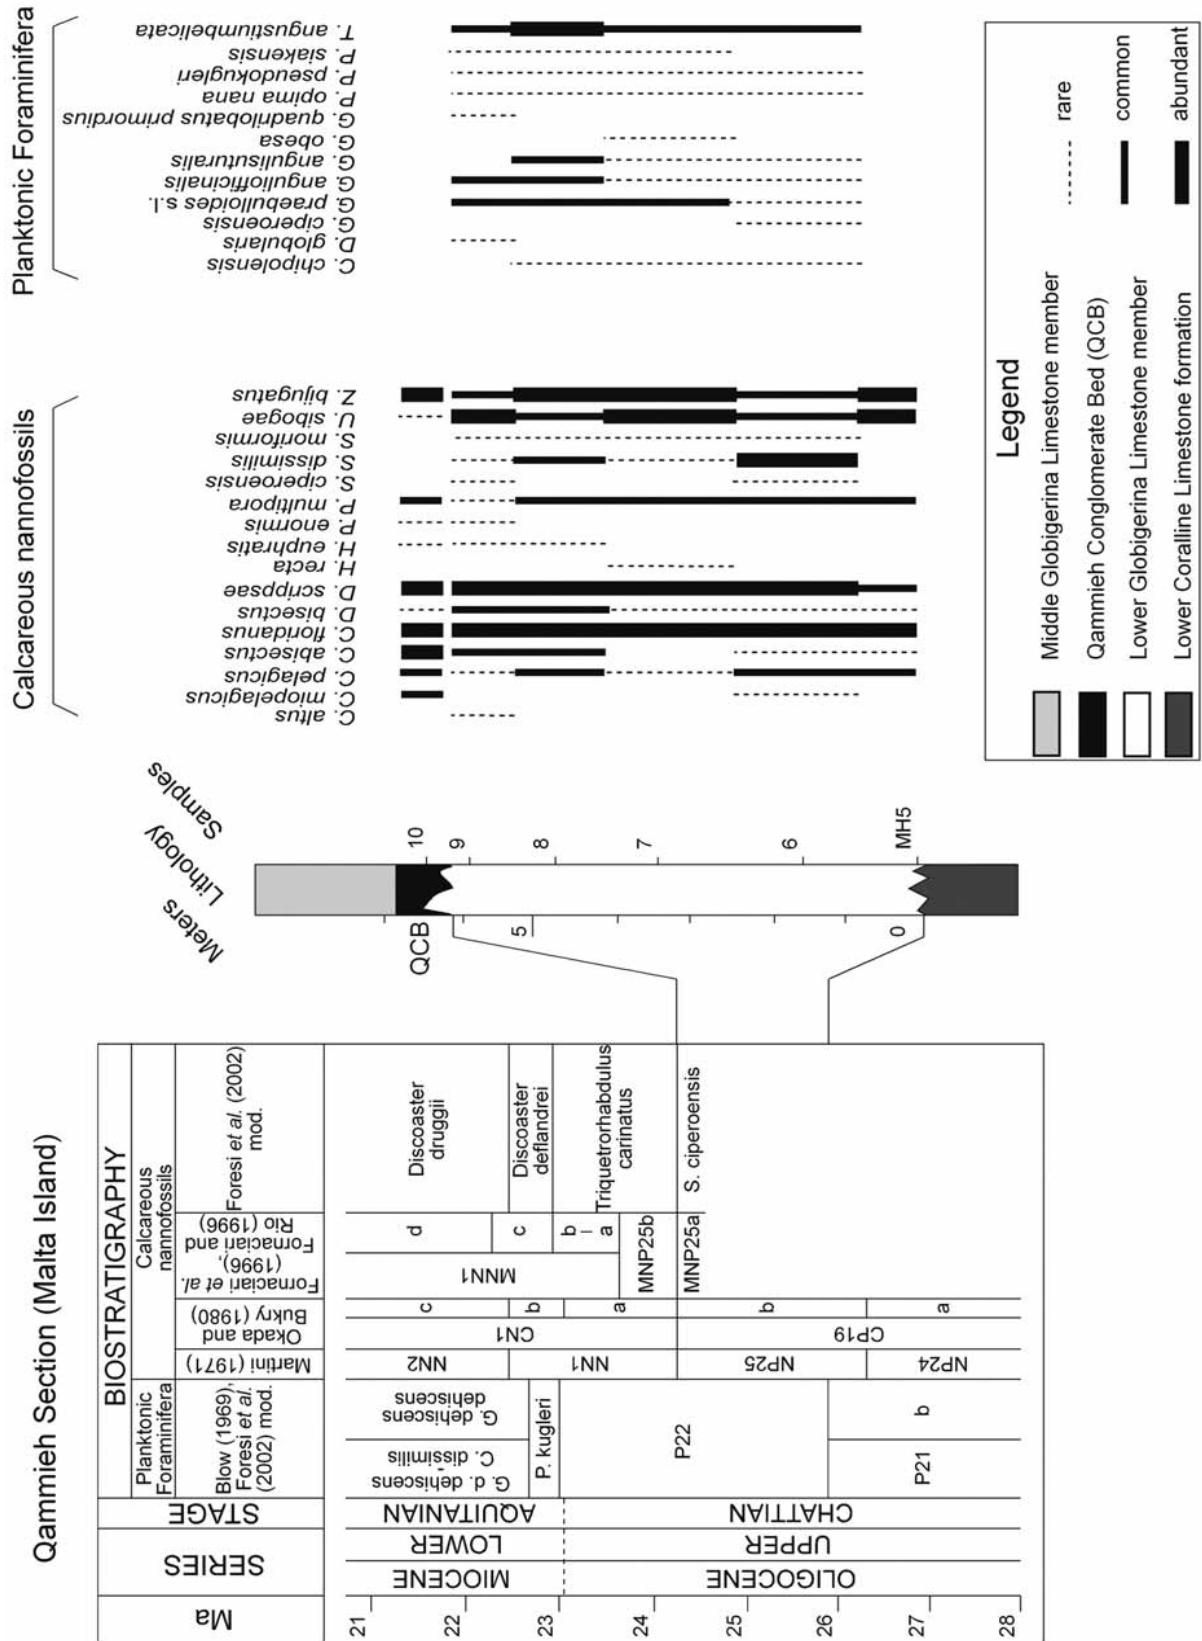 Qammieh Section (Malta Island)
Ma
SERIES
STAGE
BIOSTRATIGRAPHY
Planktonic
Foraminifera
Calcareous
nannofossils
Blow (1969),
Foresi et al.
(2002) mod.
Martini (1971)
Okada and
Bukry (1980)
Fornaciari et al.
(1996),
Fornaciari and
Rio (1996)
Foresi et al. (2002)
mod.
21
22
23
24
25
26
27
28
MIOCENE
OLIGOCENE
LOWER
UPPER
AQUITANIAN
CHATTIAN
G. d. dehiscens
-
C. dissimilis
G. dehiscens
dehiscens
P. kugleri
P22
P21
b
NN2
NN1
NP25
NP24
CN1
CP19
c
b
a
b
a
MNN1
d
c
b
–
a
MNP25b
MNP25a
Discoaster
druggii
Discoaster
deflandrei
Triquetrorhabdulus
carinatus
S. ciperoensis
Meters
Lithology
Samples
QCB
5
0
10
9
8
7
6
MH5
Calcareous nannofossils
C. altus
C. miopelagicus
C. pelagicus
C. abisectus
C. floridanus
D. bisectus
D. scrippsae
H. recta
H. euphratis
P. enormis
P. multipora
S. ciperoensis
S. dissimilis
S. moriformis
U. sibogae
Z. bijugatus
Planktonic Foraminifera
C. chipolensis
D. globularis
G. ciperoensis
G. praebulloides s.l.
G. anguliofficinalis
G. angulisuturalis
G. obesa
G. quadrilobatus primordius
P. opima nana
P. pseudokugleri
P. siakensis
T. angustiumbelicata
Legend
Middle Globigerina Limestone member
Qammieh Conglomerate Bed (QCB)
Lower Globigerina Limestone member
Lower Coralline Limestone formation
rare
common
abundant